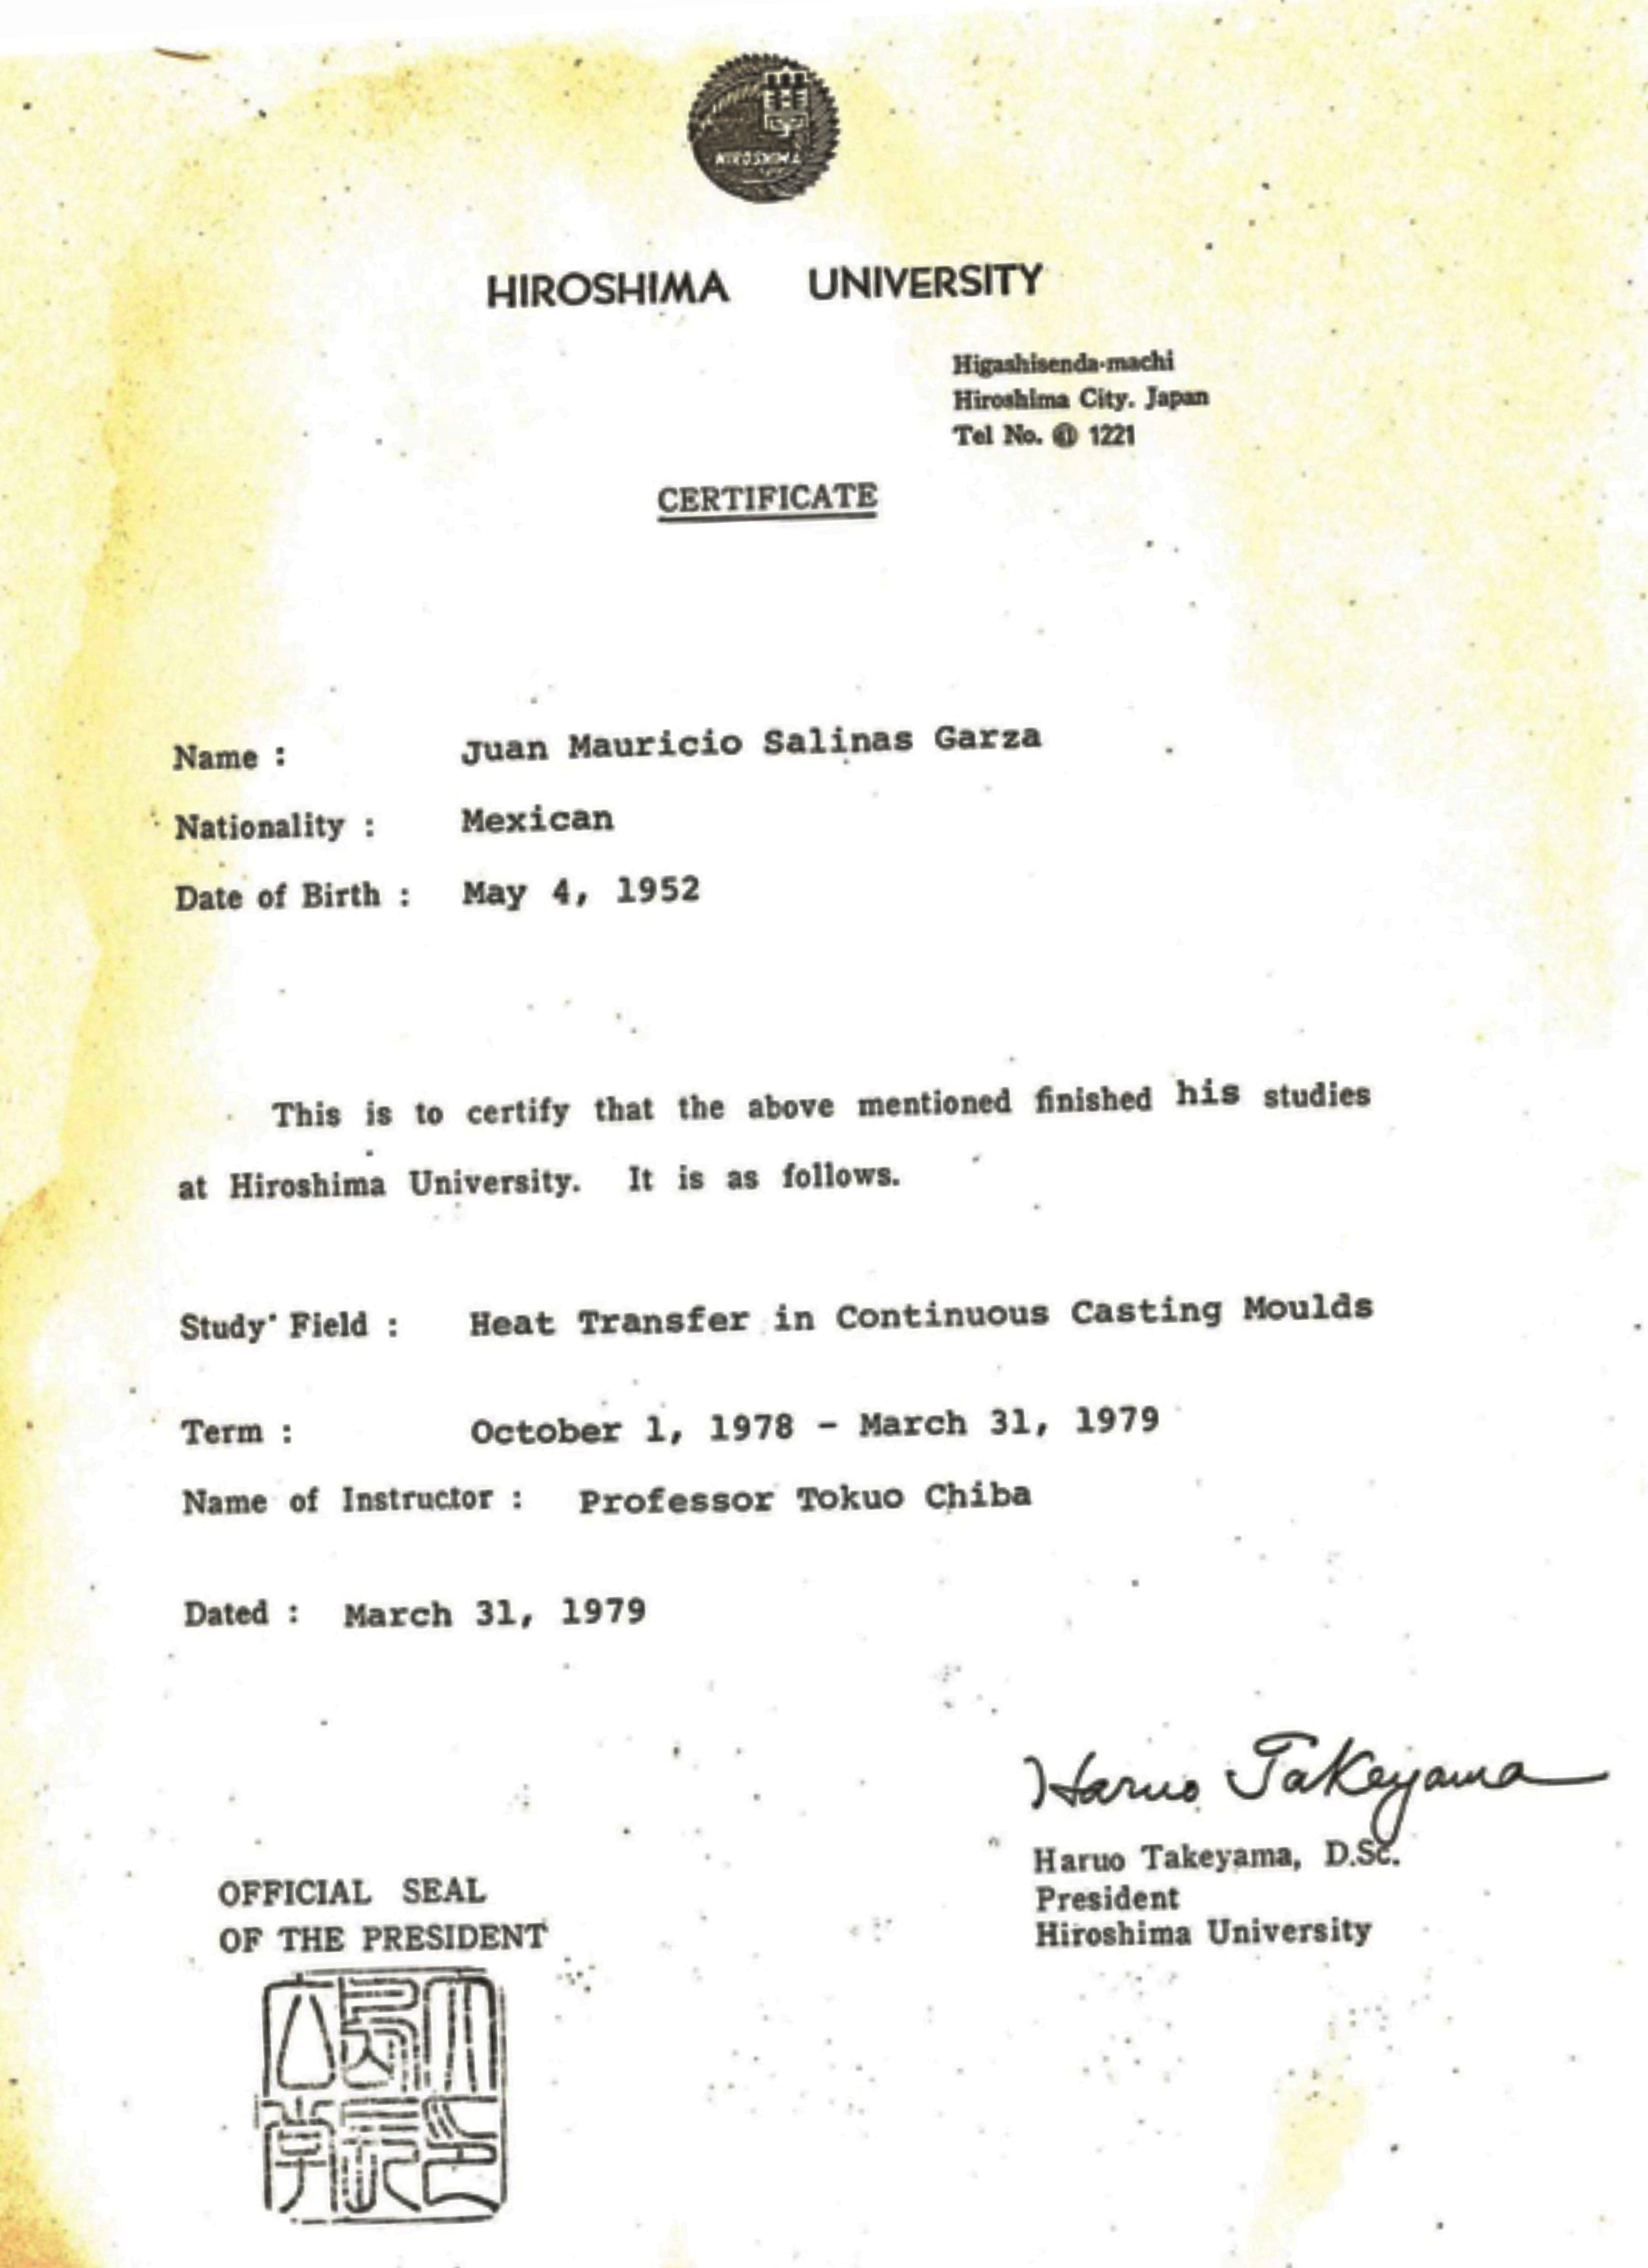 HIROSHIMA
HIROSHIMA UNIVERSITY
Higashisenda-machi
Hiroshima City. Japan
Tel No. 1221
CERTIFICATE
Name : Juan Mauricio Salinas Garza
Nationality : Mexican
Date of Birth : May 4, 1952
This is to certify that the above mentioned finished his studies
at Hiroshima University. It is as follows.
Study Field : Heat Transfer in Continuous Casting Moulds
Term : October 1, 1978 - March 31, 1979
Name of Instructor : Professor Tokuo Chiba
Dated : March 31, 1979
Haruo Takeyama
Haruo Takeyama, D.Sc.
President
Hiroshima University
OFFICIAL SEAL
OF THE PRESIDENT